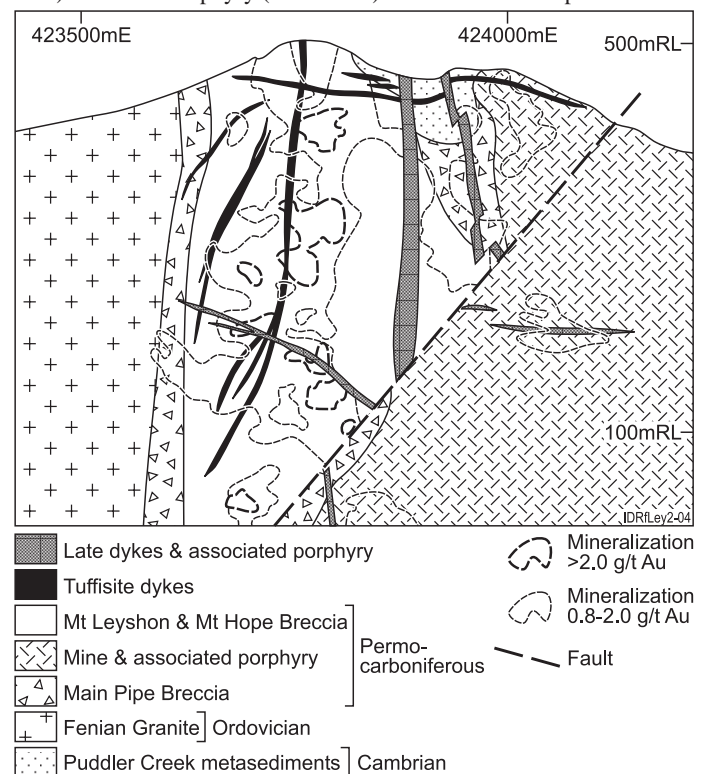 423500mE 424000mE 500mRL
100mRL
IDRfLey2-04
Late dykes & associated porphyry
Tuffisite dykes
Mt Leyshon & Mt Hope Breccia
Mine & associated porphyry
Main Pipe Breccia
Permo-
carboniferous
Fenian Granite Ordovician
Puddler Creek metasediments Cambrian
Mineralization
>2.0 g/t Au
Mineralization
0.8-2.0 g/t Au
Fault